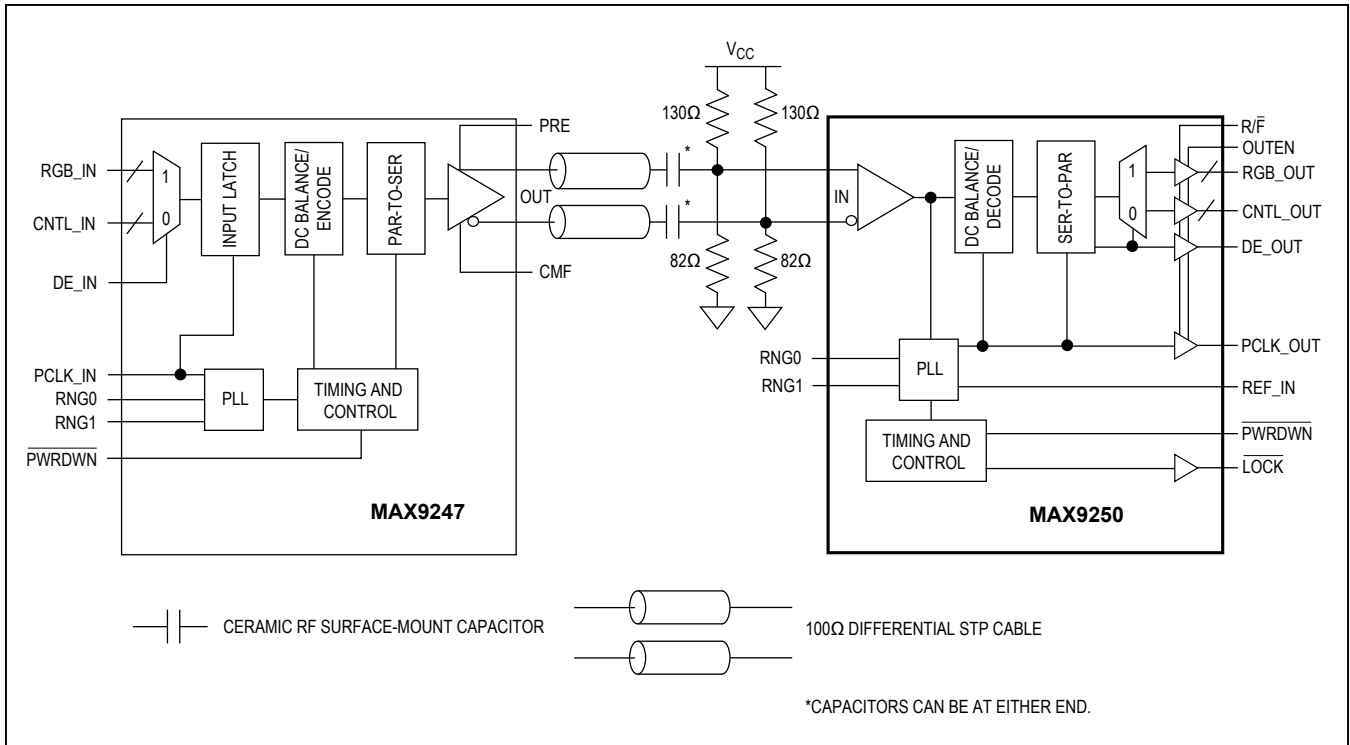 VCC
130Ω
130Ω
*
*
82Ω
82Ω
RGB_IN
CNTL_IN
DE_IN
PCLK_IN
RNG0
RNG1
PWRDWN
1
0
INPUT LATCH
DC BALANCE/
ENCODE
PAR-TO-SER
PLL
TIMING AND
CONTROL
PRE
OUT
CMF
MAX9247
IN
RNG0
RNG1
DC BALANCE/
DECODE
SER-TO-PAR
1
0
PLL
TIMING AND
CONTROL
R/F
OUTEN
RGB_OUT
CNTL_OUT
DE_OUT
PCLK_OUT
REF_IN
PWRDWN
LOCK
MAX9250
CERAMIC RF SURFACE-MOUNT CAPACITOR
100Ω DIFFERENTIAL STP CABLE
*CAPACITORS CAN BE AT EITHER END.